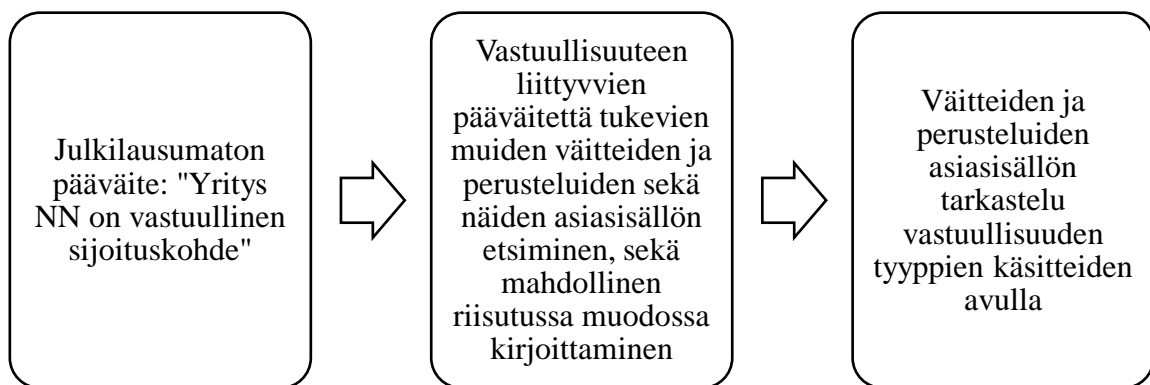 Julkilausumaton
pääväite: "Yritys
NN on vastuullinen
sijoituskohde"
Vastuullisuuteen
liittyvvien
pääväitettä tukevien
muiden väitteiden ja
perusteluiden sekä
näiden asiasisällön
etsiminen, sekä
mahdollinen
riisutussa muodossa
kirjoittaminen
Väitteiden ja
perusteluiden
asiasisällön
tarkastelu
vastuullisuuden
tyyppien käsitteiden
avulla